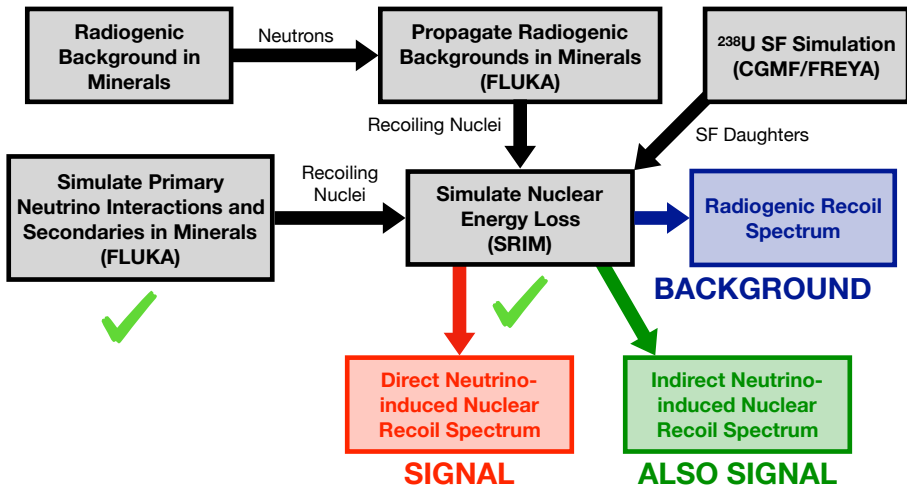 Radiogenic
Background in
Minerals
Neutrons
Propagate Radiogenic
Backgrounds in Minerals
(FLUKA)
²³⁸U SF Simulation
(CGMF/FREYA)
Recoiling Nuclei
SF Daughters
Simulate Primary
Neutrino Interactions and
Secondaries in Minerals
(FLUKA)
Recoiling
Nuclei
Simulate Nuclear
Energy Loss
(SRIM)
Radiogenic Recoil
Spectrum
BACKGROUND
Direct Neutrino-
induced Nuclear
Recoil Spectrum
SIGNAL
Indirect Neutrino-
induced Nuclear
Recoil Spectrum
ALSO SIGNAL